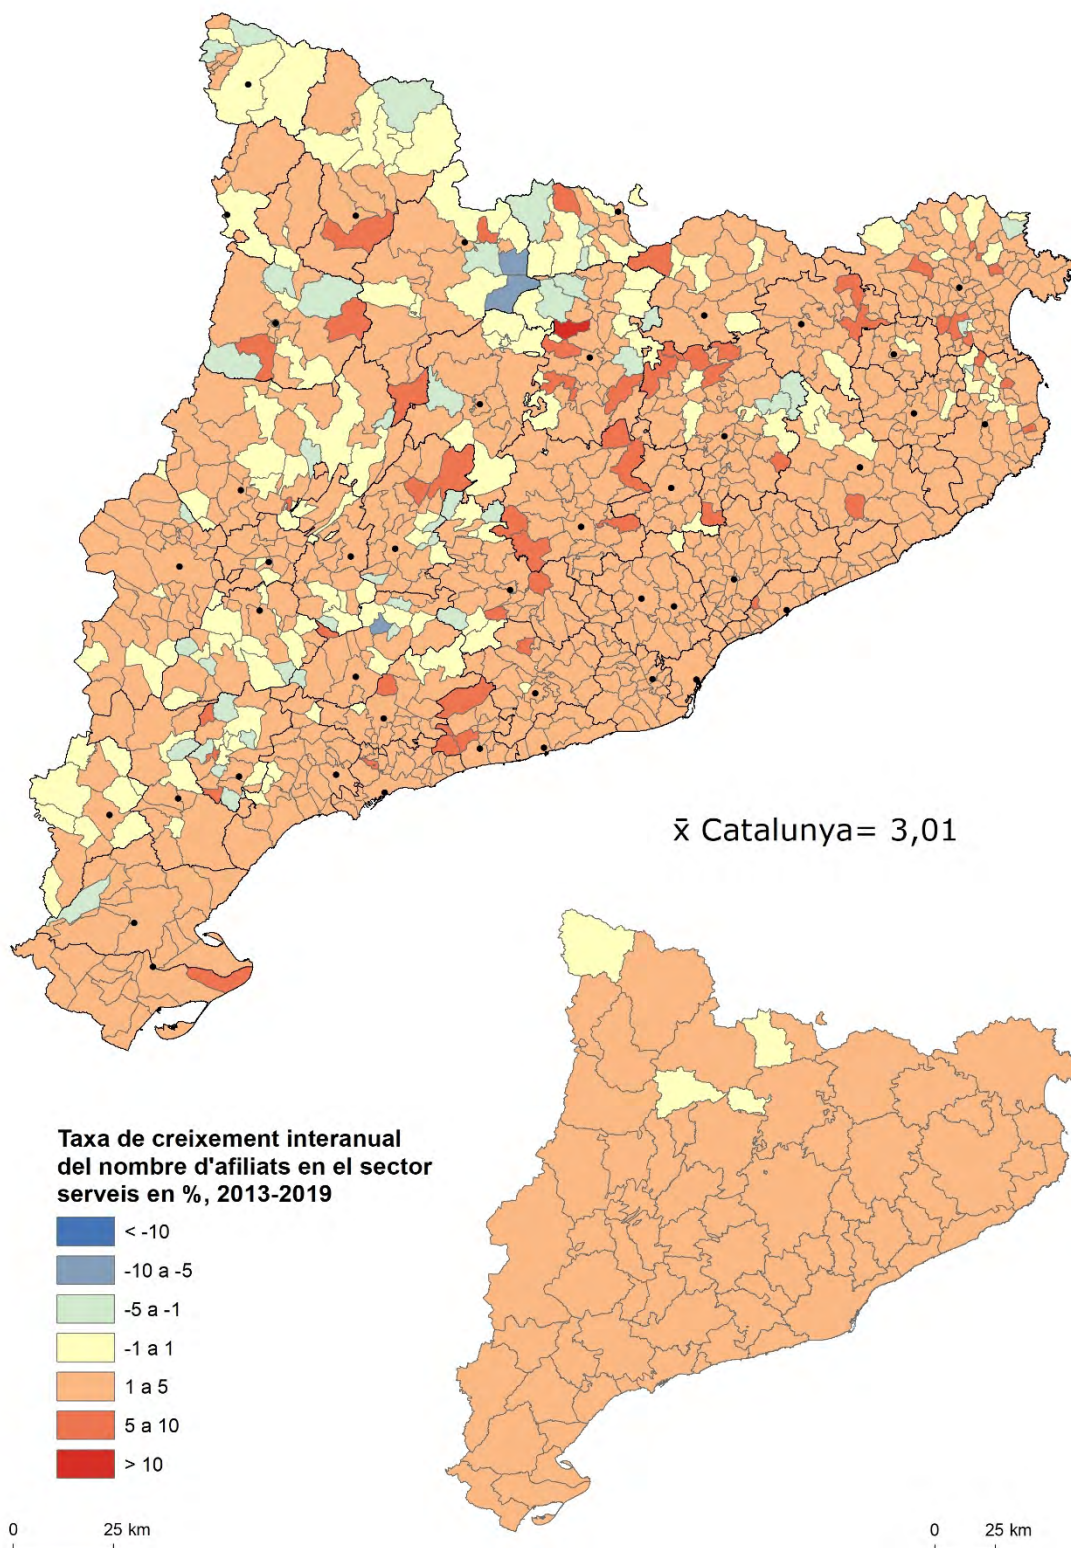 x̄ Catalunya= 3,01
Taxa de creixement interanual
del nombre d'afiliats en el sector
serveis en %, 2013-2019
< -10
-10 a -5
-5 a -1
-1 a 1
1 a 5
5 a 10
> 10
0 25 km
0 25 km